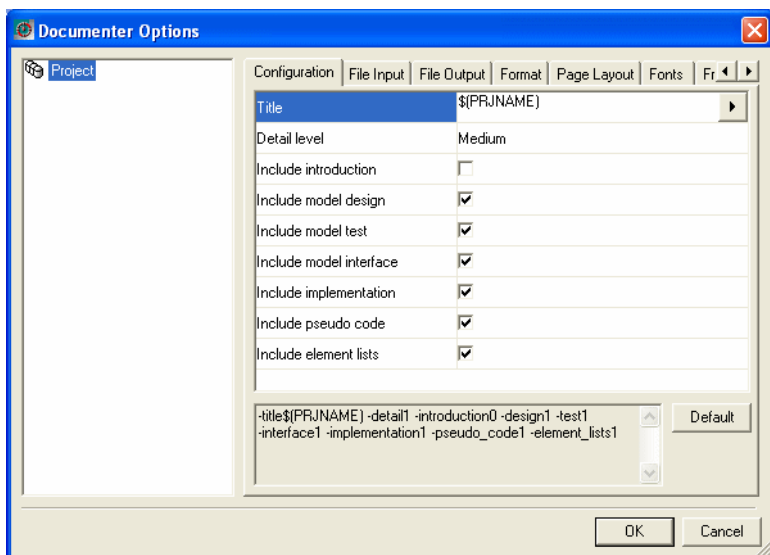 Documenter Options
Project
Configuration File Input File Output Format Page Layout Fonts Fr
Title $(PRJNAME)
Detail level Medium
Include introduction
Include model design
Include model test
Include model interface
Include implementation
Include pseudo code
Include element lists
-title$(PRJNAME) -detail1 -introduction0 -design1 -test1
-interface1 -implementation1 -pseudo_code1 -element_lists1
Default
OK Cancel